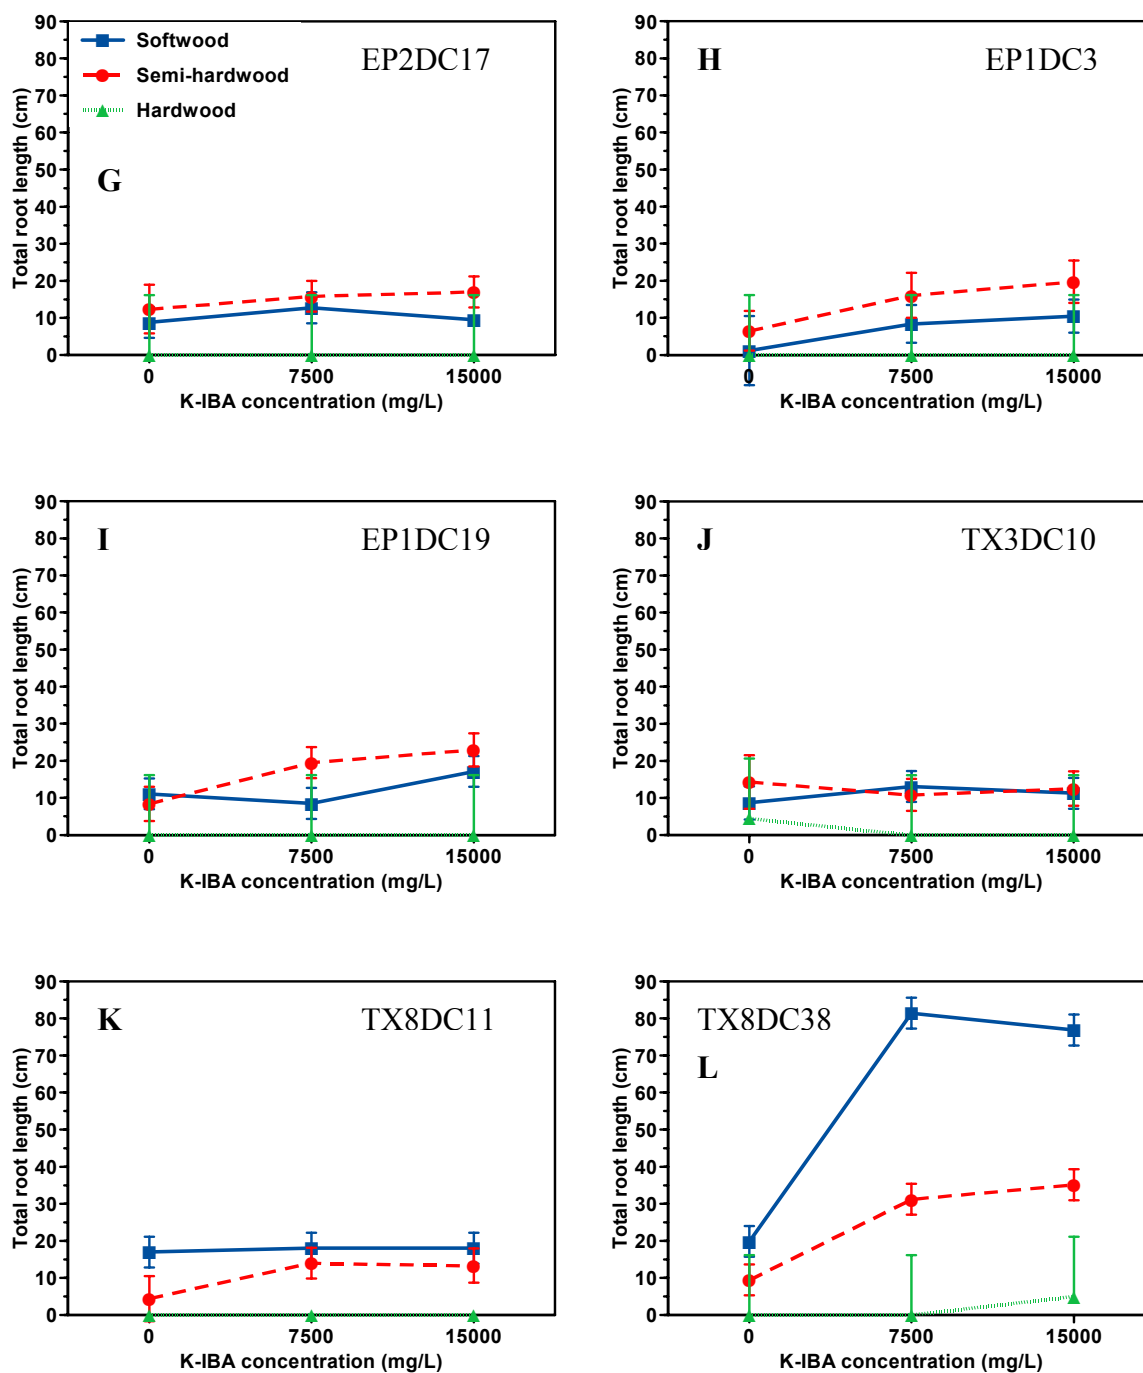 90
80
70
60
50
40
30
20
10
0
Total root length (cm)
Softwood
Semi-hardwood
Hardwood
EP2DC17
G
0 7500 15000
K-IBA concentration (mg/L)
90
80
70
60
50
40
30
20
10
0
Total root length (cm)
H EP1DC3
0 7500 15000
K-IBA concentration (mg/L)
90
80
70
60
50
40
30
20
10
0
Total root length (cm)
I EP1DC19
0 7500 15000
K-IBA concentration (mg/L)
90
80
70
60
50
40
30
20
10
0
Total root length (cm)
J TX3DC10
0 7500 15000
K-IBA concentration (mg/L)
90
80
70
60
50
40
30
20
10
0
Total root length (cm)
K TX8DC11
0 7500 15000
K-IBA concentration (mg/L)
90
80
70
60
50
40
30
20
10
0
Total root length (cm)
TX8DC38
L
0 7500 15000
K-IBA concentration (mg/L)